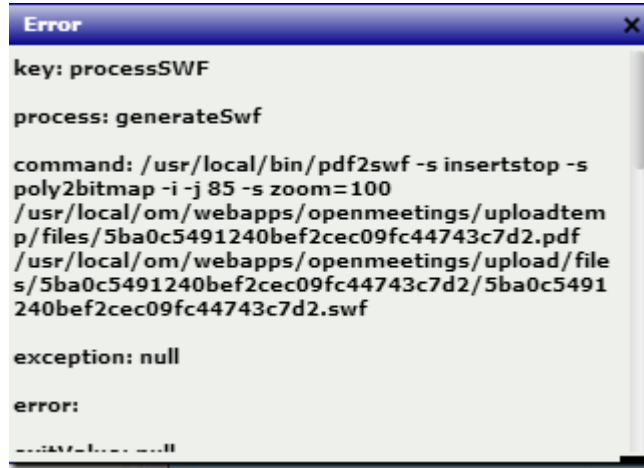 Error
key: processSWF
process: generateSwf
command: /usr/local/bin/pdf2swf -s insertstop -s
poly2bitmap -i -j 85 -s zoom=100
/usr/local/om/webapps/openmeetings/uploadtem
p/files/5ba0c5491240bef2cec09fc44743c7d2.pdf
/usr/local/om/webapps/openmeetings/upload/file
s/5ba0c5491240bef2cec09fc44743c7d2/5ba0c5491
240bef2cec09fc44743c7d2.swf
exception: null
error:
exitValue: null